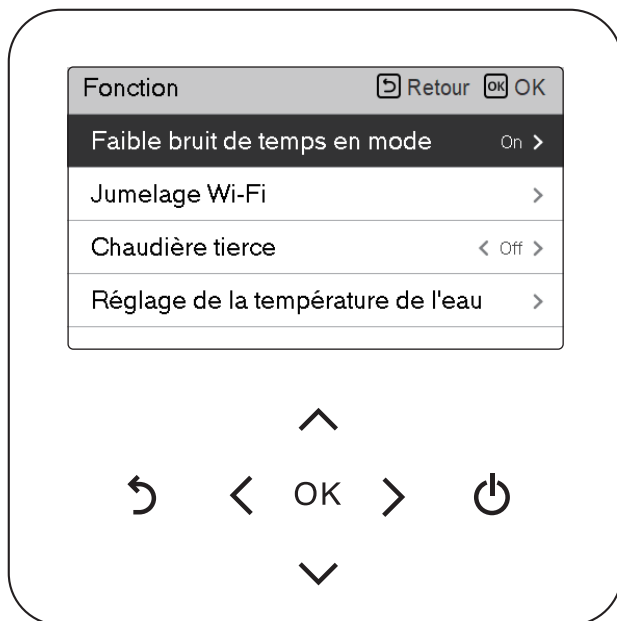 Fonction Retour OK OK
Faible bruit de temps en mode On >
Jumelage Wi-Fi >
Chaudière tierce < Off >
Réglage de la température de l'eau >
OK